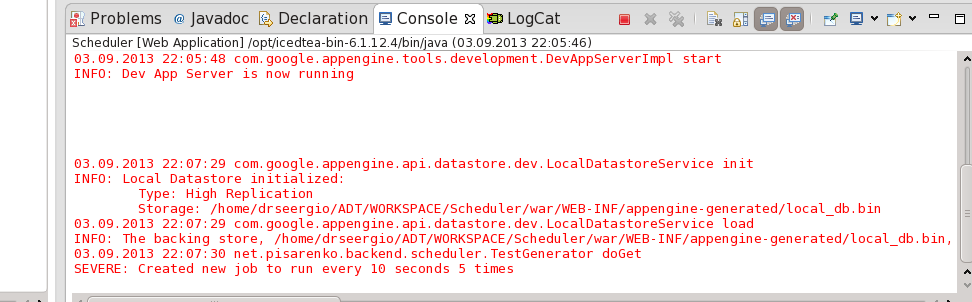 Problems @ Javadoc Declaration Console LogCat
Scheduler [Web Application] /opt/icedtea-bin-6.1.12.4/bin/java (03.09.2013 22:05:46)
03.09.2013 22:05:48 com.google.appengine.tools.development.DevAppServerImpl start
INFO: Dev App Server is now running
03.09.2013 22:07:29 com.google.appengine.api.datastore.dev.LocalDatastoreService init
INFO: Local Datastore initialized:
Type: High Replication
Storage: /home/drseergio/ADT/WORKSPACE/Scheduler/war/WEB-INF/appengine-generated/local_db.bin
03.09.2013 22:07:29 com.google.appengine.api.datastore.dev.LocalDatastoreService load
INFO: The backing store, /home/drseergio/ADT/WORKSPACE/Scheduler/war/WEB-INF/appengine-generated/local_db.bin,
03.09.2013 22:07:30 net.pisarenko.backend.scheduler.TestGenerator doGet
SEVERE: Created new job to run every 10 seconds 5 times